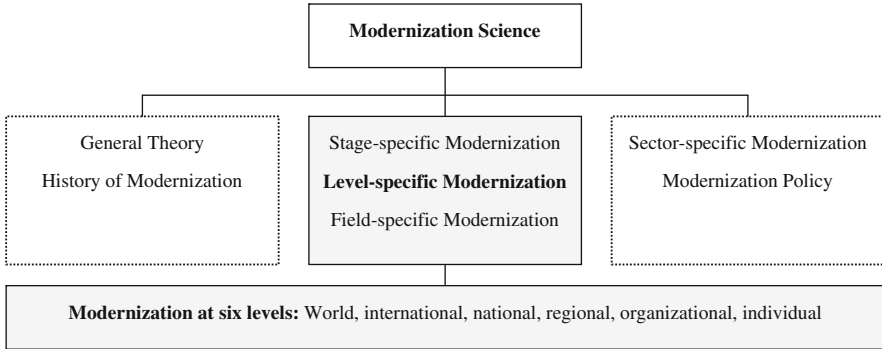 Modernization Science
General Theory
History of Modernization
Stage-specific Modernization
Level-specific Modernization
Field-specific Modernization
Sector-specific Modernization
Modernization Policy
Modernization at six levels: World, international, national, regional, organizational, individual